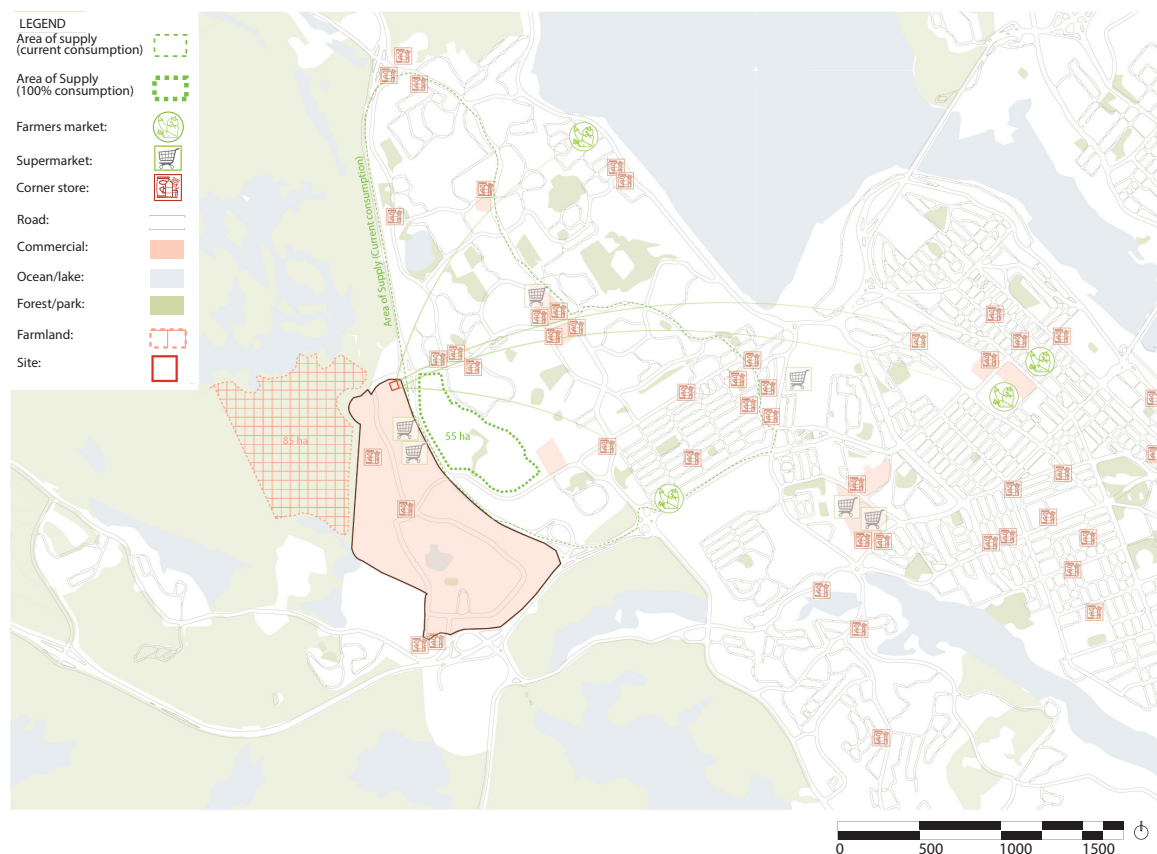 LEGEND
Area of supply
(current consumption)
Area of Supply
(100% consumption)
Farmers market:
Supermarket:
Corner store:
Road:
Commercial:
Ocean/lake:
Forest/park:
Farmland:
Site:
Area of Supply (Current consumption)
85 ha
55 ha
0
500
1000
1500